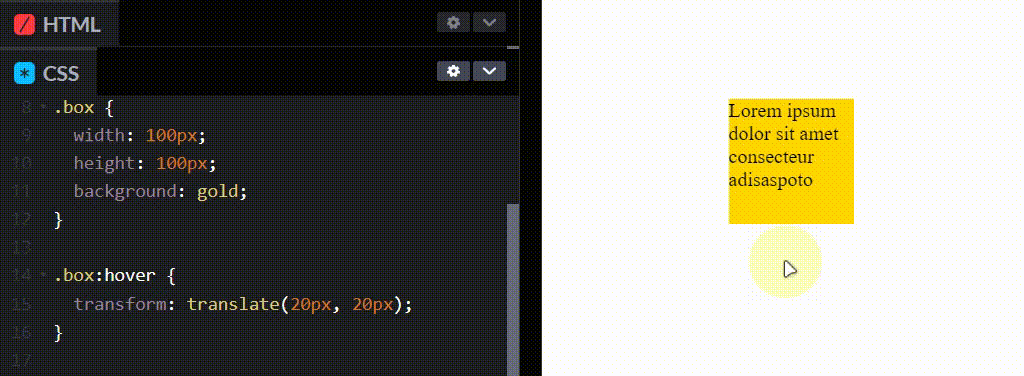 HTML
CSS
8 .box {
9 width: 100px;
10 height: 100px;
11 background: gold;
12 }
13
14 .box:hover {
15 transform: translate(20px, 20px);
16 }
17
Lorem ipsum
dolor sit amet
consecteur
adisaspoto